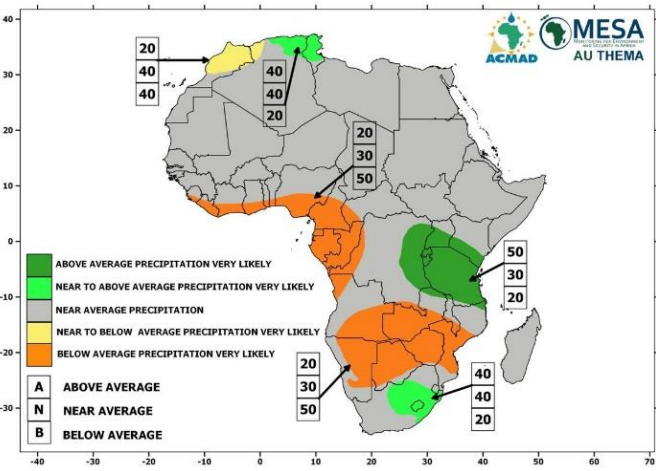 ACMAD
MESA
MONITORING FOR ENVIRONMENT
AND SECURITY IN AFRICA
AU THEMA
40
30
20
10
0
-10
-20
-30
20
40
40
40
40
20
20
30
50
50
30
20
20
30
50
40
40
20
ABOVE AVERAGE PRECIPITATION VERY LIKELY
NEAR TO ABOVE AVERAGE PRECIPITATION VERY LIKELY
NEAR AVERAGE PRECIPITATION
NEAR TO BELOW AVERAGE PRECIPITATION VERY LIKELY
BELOW AVERAGE PRECIPITATION VERY LIKELY
A ABOVE AVERAGE
N NEAR AVERAGE
B BELOW AVERAGE
-40 -30 -20 -10 0 10 20 30 40 50 60 70